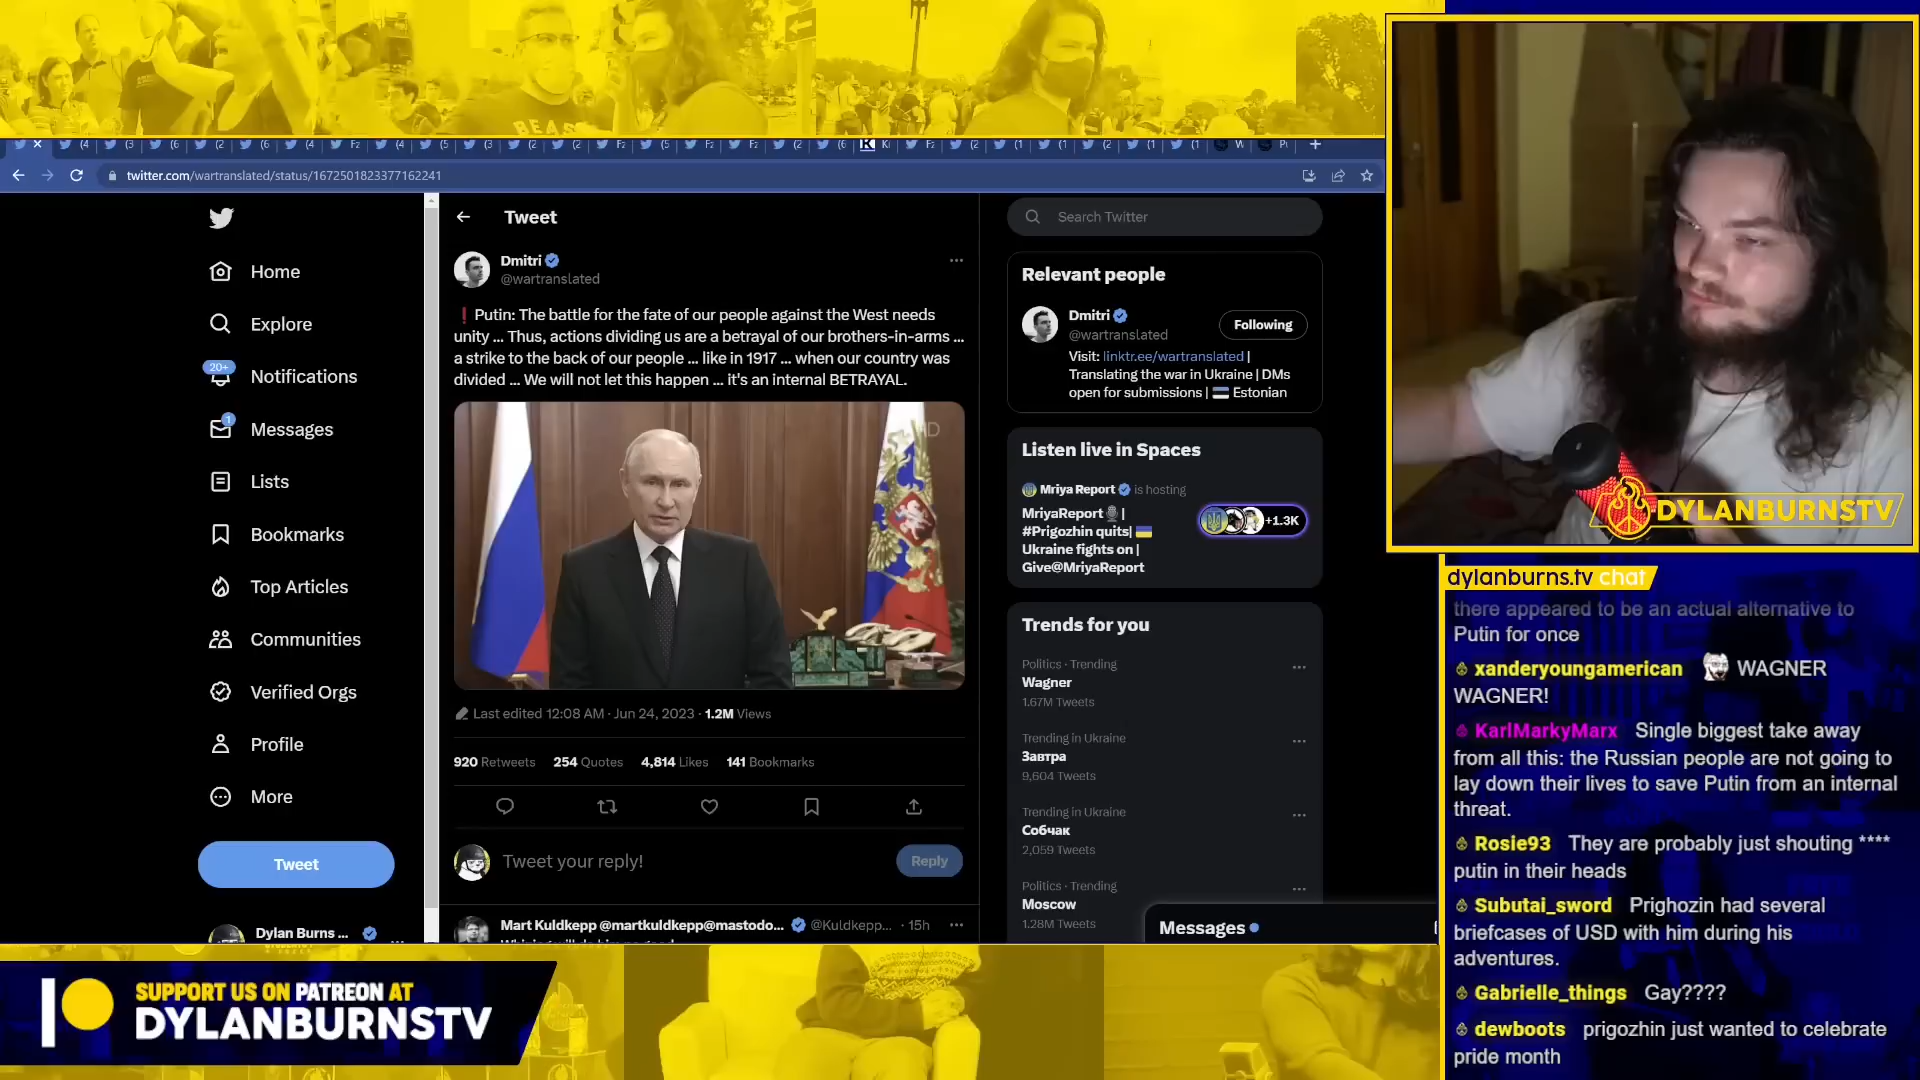 BEAS
twitter.com/wartranslated/status/1672501823377162241
Home
Explore
20+
Notifications
1
Messages
Lists
Bookmarks
Top Articles
Communities
Verified Orgs
Profile
More
Tweet
Dylan Burns ...
Tweet
Dmitri
@wartranslated
❗Putin: The battle for the fate of our people against the West needs
unity ... Thus, actions dividing us are a betrayal of our brothers-in-arms ...
a strike to the back of our people ... like in 1917 ... when our country was
divided ... We will not let this happen ... it's an internal BETRAYAL.
HD
Last edited 12:08 AM · Jun 24, 2023 · 1.2M Views
920 Retweets 254 Quotes 4,814 Likes 141 Bookmarks
Tweet your reply!
Reply
Mart Kuldkepp @martkuldkepp@mastodo... @Kuldkepp... · 15h
Search Twitter
Relevant people
Dmitri
@wartranslated
Following
Visit: linktr.ee/wartranslated |
Translating the war in Ukraine | DMs
open for submissions | 🇪🇪 Estonian
Listen live in Spaces
Mriya Report is hosting
MriyaReport🎙️|
#Prigozhin quits| 🇺🇦
Ukraine fights on |
Give@MriyaReport
+1.3K
Trends for you
Politics · Trending
Wagner
1.67M Tweets
Trending in Ukraine
Завтра
9,604 Tweets
Trending in Ukraine
Собчак
2,059 Tweets
Politics · Trending
Moscow
1.28M Tweets
Messages
DYLANBURNSTV
dylanburns.tv chat
there appeared to be an actual alternative to
Putin for once
xanderyoungamerican WAGNER
WAGNER!
KarlMarkyMarx Single biggest take away
from all this: the Russian people are not going to
lay down their lives to save Putin from an internal
threat.
Rosie93 They are probably just shouting ****
putin in their heads
Subutai_sword Prighozin had several
briefcases of USD with him during his
adventures.
Gabrielle_things Gay????
dewboots prigozhin just wanted to celebrate
pride month
SUPPORT US ON PATREON AT
DYLANBURNSTV